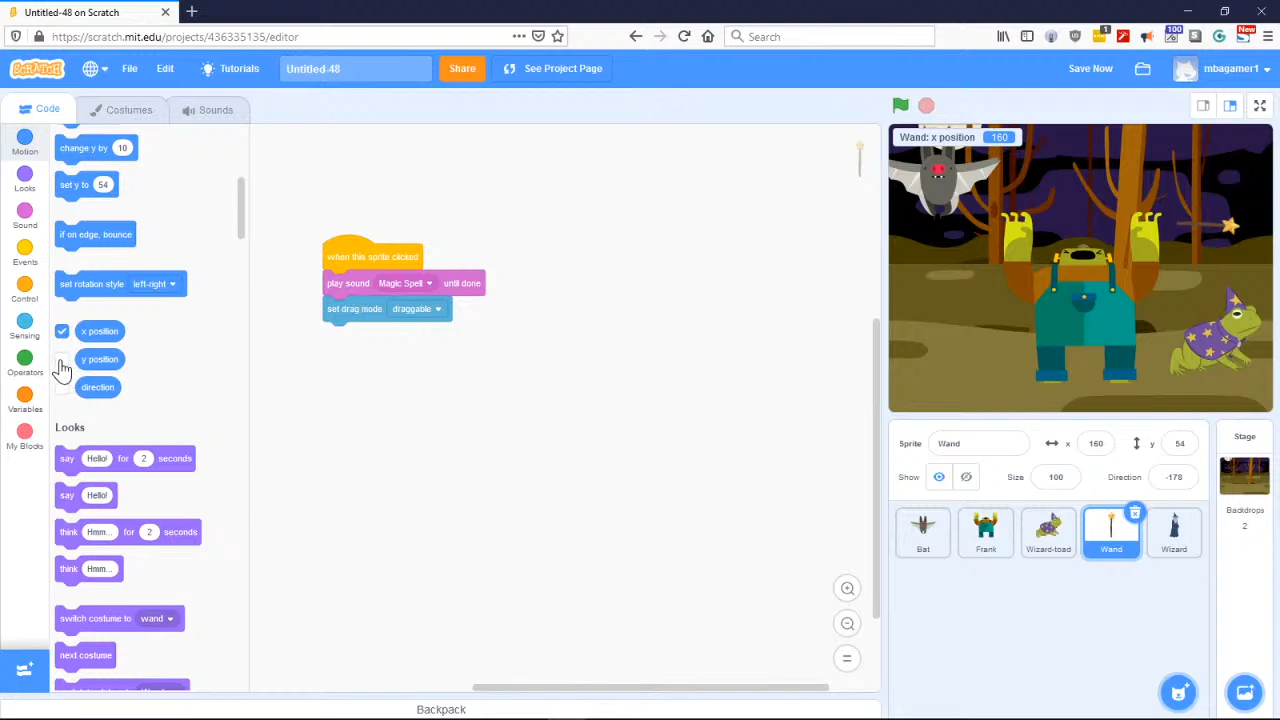 Untitled-48 on Scratch
https://scratch.mit.edu/projects/436335135/editor
Search
1
100
New
SCRATCH
File
Edit
Tutorials
Untitled-48
Share
See Project Page
Save Now
mbagamer1
Code
Costumes
Sounds
Motion
Looks
Sound
Events
Control
Sensing
Operators
Variables
My Blocks
change y by 10
set y to 54
if on edge, bounce
set rotation style left-right
x position
y position
direction
Looks
say Hello! for 2 seconds
say Hello!
think Hmm... for 2 seconds
think Hmm...
switch costume to wand
next costume
when this sprite clicked
play sound Magic Spell until done
set drag mode draggable
Backpack
Wand: x position 160
Sprite Wand x 160 y 54
Show Size 100 Direction -178
Bat
Frank
Wizard-toad
Wand
Wizard
Stage
Backdrops
2